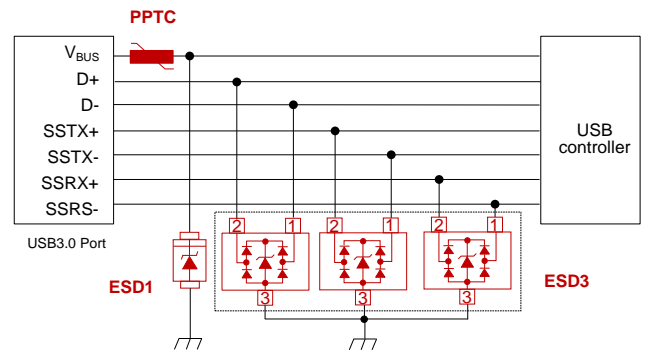 PPTC
VBUS
D+
D-
SSTX+
SSTX-
SSRX+
SSRS-
USB3.0 Port
USB
controller
2 1 2 1 2 1
ESD1
ESD3
3 3 3